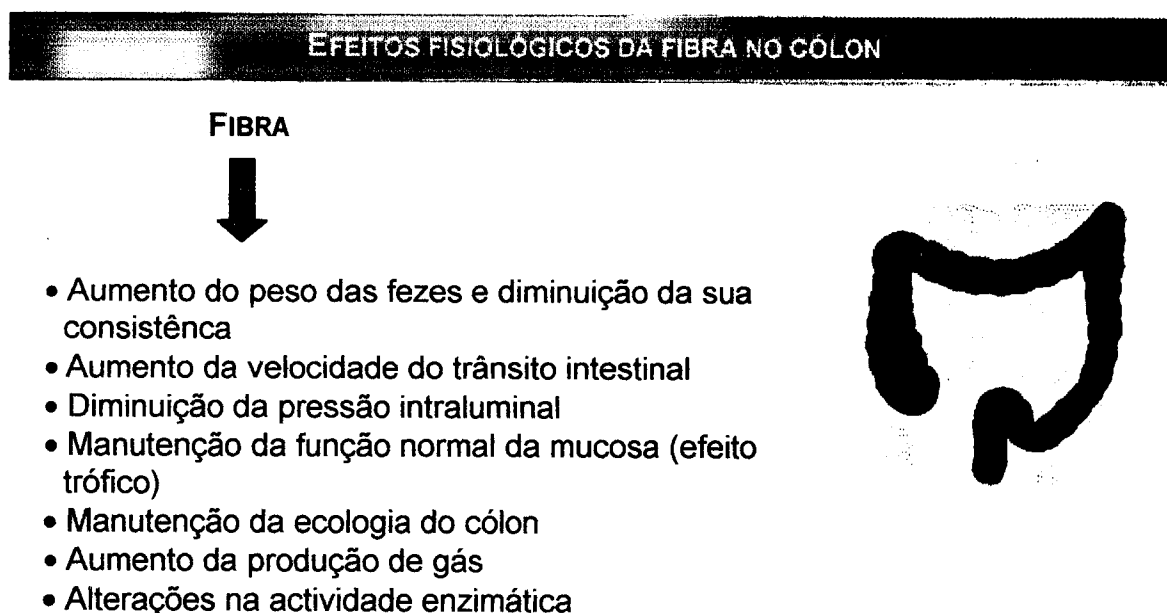 EFEITOS FISIOLÓGICOS DA FIBRA NO CÓLON
FIBRA
• Aumento do peso das fezes e diminuição da sua
consistênca
• Aumento da velocidade do trânsito intestinal
• Diminuição da pressão intraluminal
• Manutenção da função normal da mucosa (efeito
trófico)
• Manutenção da ecologia do cólon
• Aumento da produção de gás
• Alterações na actividade enzimática